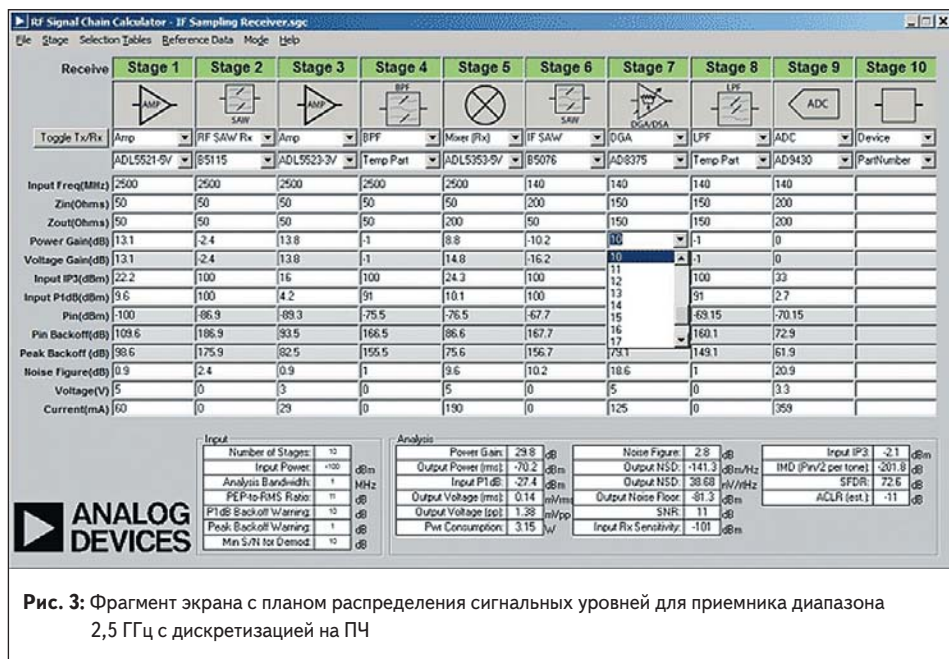 RF Signal Chain Calculator - IF Sampling Receiver.sgc
File Stage Selection Tables Reference Data Mode Help
Receive Stage 1 Stage 2 Stage 3 Stage 4 Stage 5 Stage 6 Stage 7 Stage 8 Stage 9 Stage 10
AMP SAW AMP BPF SAW DGA/DSA LPF ADC
Toggle Tx/Rx Amp RF SAW Rx Amp BPF Mixer (Rx) IF SAW DGA LPF ADC Device
ADL5521-5V B5115 ADL5523-3V Temp Part ADL5353-5V B5076 AD8375 Temp Part AD9430 PartNumber
Input Freq(MHz) 2500 2500 2500 2500 2500 140 140 140 140
Zin(Ohms) 50 50 50 50 50 200 150 150 200
Zout(Ohms) 50 50 50 50 200 50 150 150 200
Power Gain(dB) 13.1 -2.4 13.8 -1 8.8 -10.2 10 -1 0
Voltage Gain(dB) 13.1 -2.4 13.8 -1 14.8 -16.2 10 -1 0
Input IP3(dBm) 22.2 100 16 100 24.3 100 11 100 33
12
Input P1dB(dBm) 9.6 100 4.2 91 10.1 100 13 91 2.7
14
Pin(dBm) -100 -86.9 -89.3 -75.5 -76.5 -67.7 15 -69.15 -70.15
Pin Backoff(dB) 109.6 186.9 93.5 166.5 86.6 167.7 16 160.1 72.9
17
Peak Backoff (dB) 98.6 175.9 82.5 155.5 75.6 156.7 79.1 149.1 61.9
Noise Figure(dB) 0.9 2.4 0.9 1 9.6 10.2 18.6 1 20.9
Voltage(V) 5 0 3 0 5 0 5 0 3.3
Current(mA) 60 0 29 0 190 0 125 0 359
Input
Number of Stages: 10
Input Power: -100 dBm
Analysis Bandwidth: 1 MHz
PEP-to-RMS Ratio: 11 dB
P1dB Backoff Warning: 10 dB
Peak Backoff Warning: 1 dB
Min S/N for Demod: 10 dB
Analysis
Power Gain: 29.8 dB
Output Power (rms): -70.2 dBm
Input P1dB: -27.4 dBm
Output Voltage (rms): 0.14 mVrms
Output Voltage (pp): 1.38 mVpp
Pwr Consumption: 3.15 W
Noise Figure: 2.8 dB
Output NSD: -141.3 dBm/Hz
Output NSD: 38.68 nV/rtHz
Output Noise Floor: -81.3 dBm
SNR: 11 dB
Input Rx Sensitivity: -101 dBm
Input IP3: -2.1 dBm
IMD (Pin/2 per tone): -201.8 dB
SFDR: 72.6 dB
ACLR (est.): -11 dB
ANALOG
DEVICES
Рис. 3: Фрагмент экрана с планом распределения сигнальных уровней для приемника диапазона
2,5 ГГц с дискретизацией на ПЧ